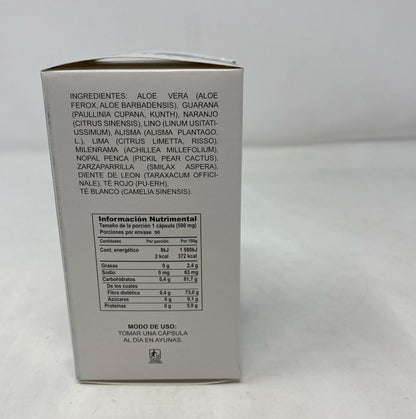 INGREDIENTES: ALOE VERA (ALOE
FEROX, ALOE BARBADENSIS), GUARANA
(PAULLINIA CUPANA, KUNTH), NARANJO
(CITRUS SINENSIS), LINO (LINUM USITATI-
USSIMUM), ALISMA (ALISMA PLANTAGO,
L.), LIMA (CITRUS LIMETTA, RISSO),
MILENRAMA (ACHILLEA MILLEFOLIUM),
NOPAL PENCA (PICKIL PEAR CACTUS),
ZARZAPARRILLA (SMILAX ASPERA),
DIENTE DE LEON (TARAXACUM OFFICI-
NALE), TÉ ROJO (PU-ERH),
TÉ BLANCO (CAMELIA SINENSIS).
Información Nutrimental
Tamaño de la porción 1 cápsula (500 mg)
Porciones por envase 90
Cantidades Por porción Por 100g
Cont. energético 8kJ 1 560kJ
2 kcal 372 kcal
Grasas 0 g 2,4 g
Sodio 0 mg 63 mg
Carbohidratos 0,4 g 81,7 g
De los cuales
Fibra dietética 0,4 g 73,0 g
Azúcares 0 g 0,1 g
Proteínas 0 g 5,9 g
MODO DE USO:
TOMAR UNA CÁPSULA
AL DÍA EN AYUNAS.